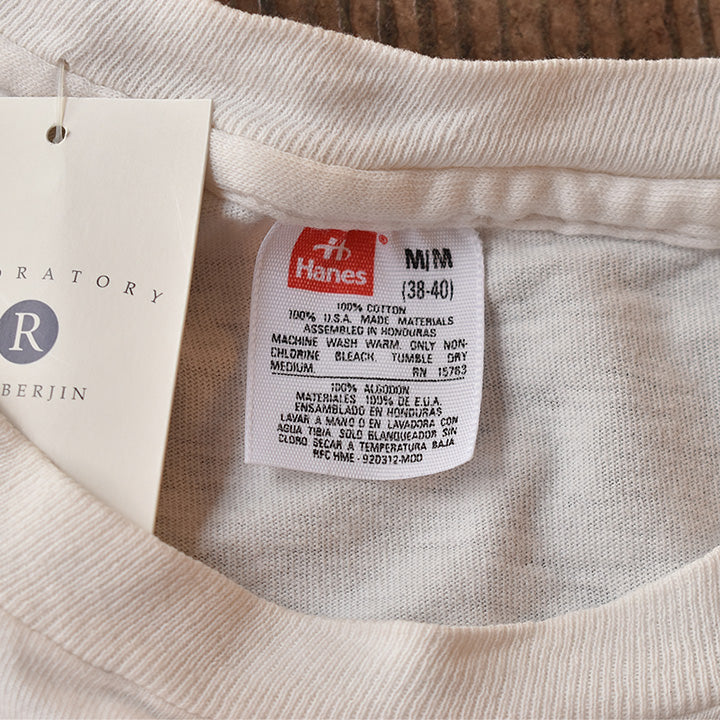 ORATORY
R
BERJIN
Hanes®
M/M
(38-40)
100% COTTON
100% U.S.A. MADE MATERIALS
ASSEMBLED IN HONDURAS
MACHINE WASH WARM. ONLY NON-
CHLORINE BLEACH. TUMBLE DRY
MEDIUM. RN 15763
100% ALGODON
MATERIALES 100% DE E.U.A.
ENSAMBLADO EN HONDURAS
LAVAR A MANO O EN LAVADORA CON
AGUA TIBIA. SOLO BLANQUEADOR SIN
CLORO SECAR A TEMPERATURA BAJA
RFC HME - 920312-MDD